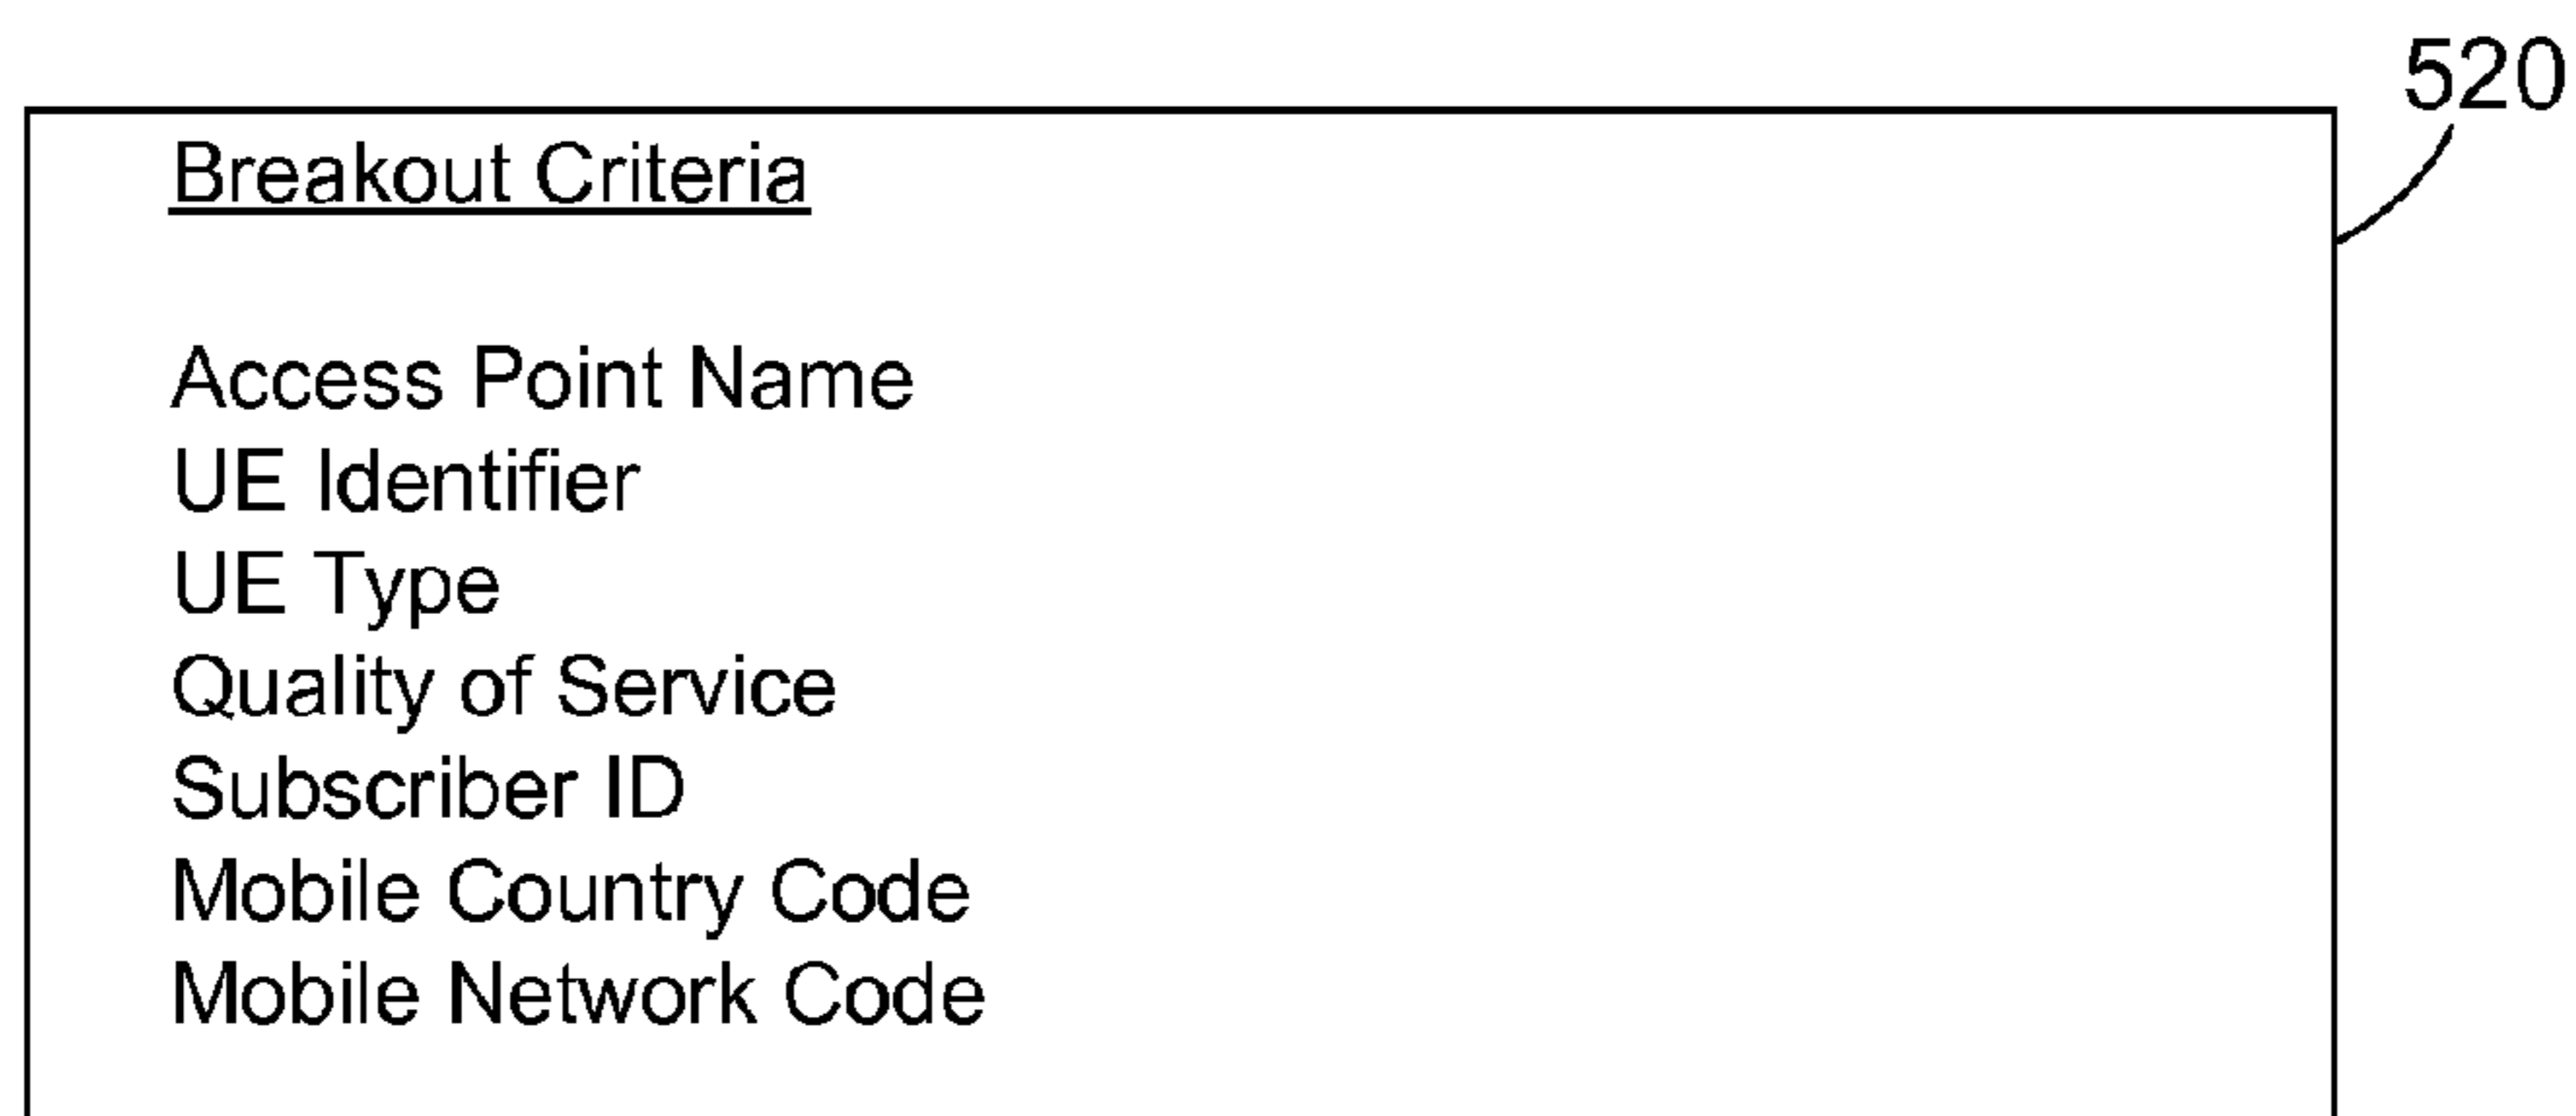 520
Breakout Criteria
Access Point Name
UE Identifier
UE Type
Quality of Service
Subscriber ID
Mobile Country Code
Mobile Network Code